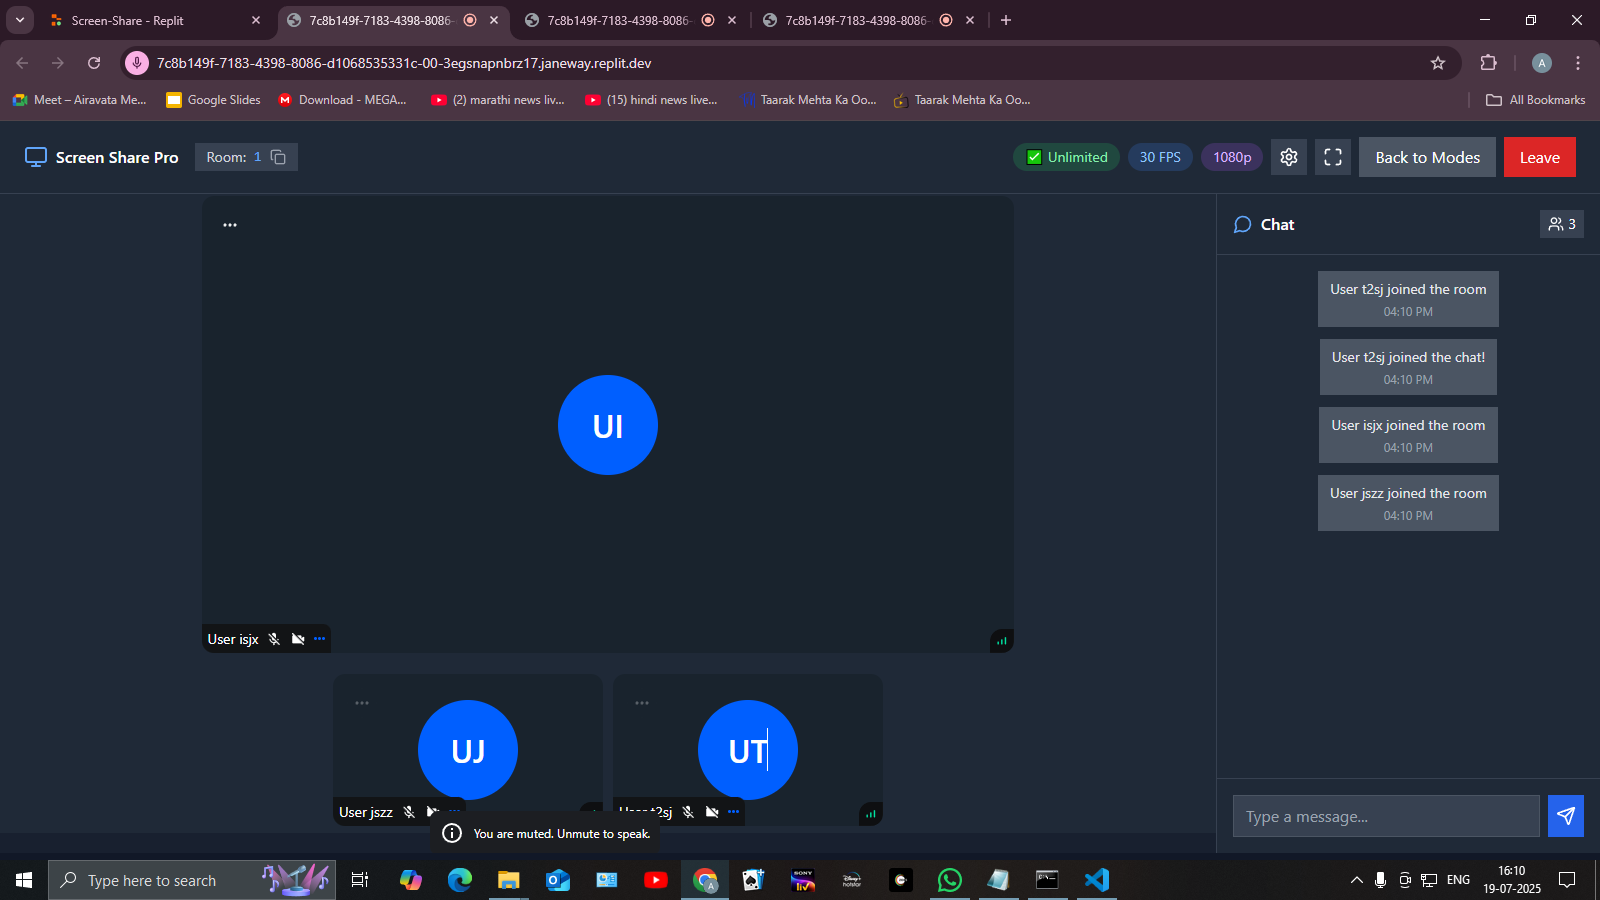 Screen-Share - Replit
7c8b149f-7183-4398-8086-
7c8b149f-7183-4398-8086-
7c8b149f-7183-4398-8086-
7c8b149f-7183-4398-8086-d1068535331c-00-3egsnapnbrz17.janeway.replit.dev
A
Meet – Airavata Me...
Google Slides
Download - MEGA...
(2) marathi news liv...
(15) hindi news live...
Taarak Mehta Ka Oo...
Taarak Mehta Ka Oo...
All Bookmarks
Screen Share Pro
Room: 1
Unlimited
30 FPS
1080p
Back to Modes
Leave
Chat
3
User t2sj joined the room
04:10 PM
User t2sj joined the chat!
04:10 PM
User isjx joined the room
04:10 PM
User jszz joined the room
04:10 PM
UI
User isjx
UJ
User jszz
UT
User t2sj
You are muted. Unmute to speak.
Type a message...
Type here to search
SONY
liv
ENG
16:10
19-07-2025